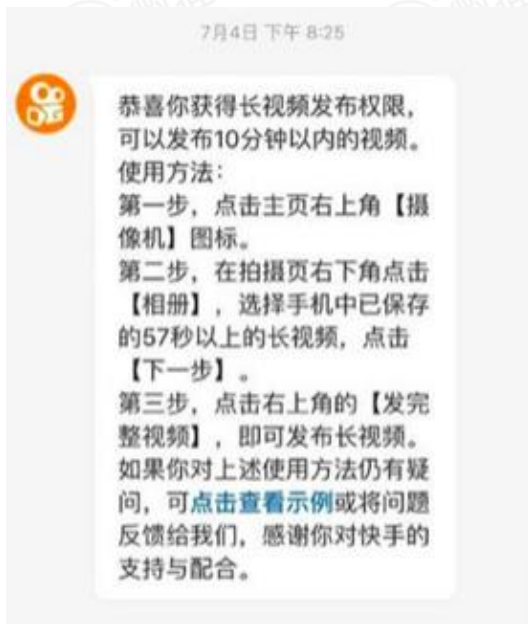 7月4日 下午 8:25
恭喜你获得长视频发布权限，
可以发布10分钟以内的视频。
使用方法：
第一步，点击主页右上角【摄
像机】图标。
第二步，在拍摄页右下角点击
【相册】，选择手机中已保存
的57秒以上的长视频，点击
【下一步】。
第三步，点击右上角的【发完
整视频】，即可发布长视频。
如果你对上述使用方法仍有疑
问，可点击查看示例或将问题
反馈给我们，感谢你对快手的
支持与配合。